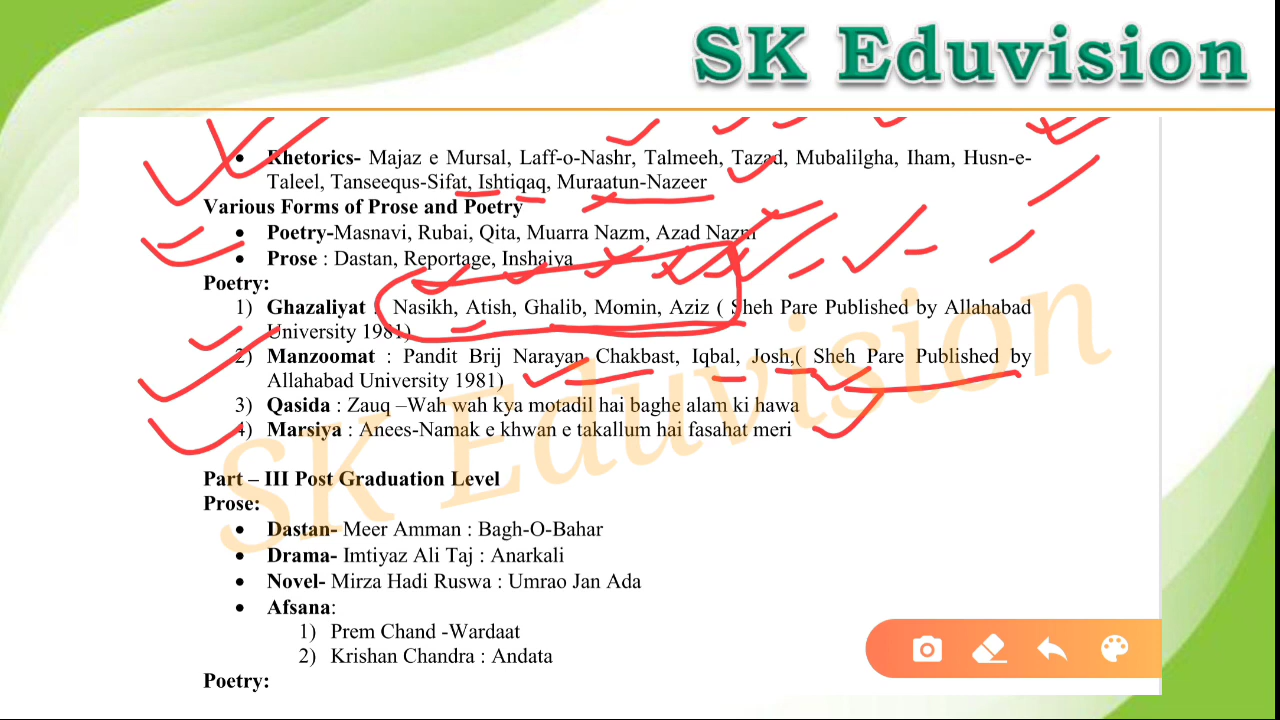 SK Eduvision
• Rhetorics- Majaz e Mursal, Laff-o-Nashr, Talmeeh, Tazad, Mubalilgha, Iham, Husn-e-
Taleel, Tanseequs-Sifat, Ishtiqaq, Muraatun-Nazeer
Various Forms of Prose and Poetry
• Poetry-Masnavi, Rubai, Qita, Muarra Nazm, Azad Nazm
• Prose : Dastan, Reportage, Inshaiya
Poetry:
1) Ghazaliyat : Nasikh, Atish, Ghalib, Momin, Aziz ( Sheh Pare Published by Allahabad
University 1981)
2) Manzoomat : Pandit Brij Narayan Chakbast, Iqbal, Josh,( Sheh Pare Published by
Allahabad University 1981)
3) Qasida : Zauq –Wah wah kya motadil hai baghe alam ki hawa
4) Marsiya : Anees-Namak e khwan e takallum hai fasahat meri
SK Eduvision
Part – III Post Graduation Level
Prose:
• Dastan- Meer Amman : Bagh-O-Bahar
• Drama- Imtiyaz Ali Taj : Anarkali
• Novel- Mirza Hadi Ruswa : Umrao Jan Ada
• Afsana:
1) Prem Chand -Wardaat
2) Krishan Chandra : Andata
Poetry: